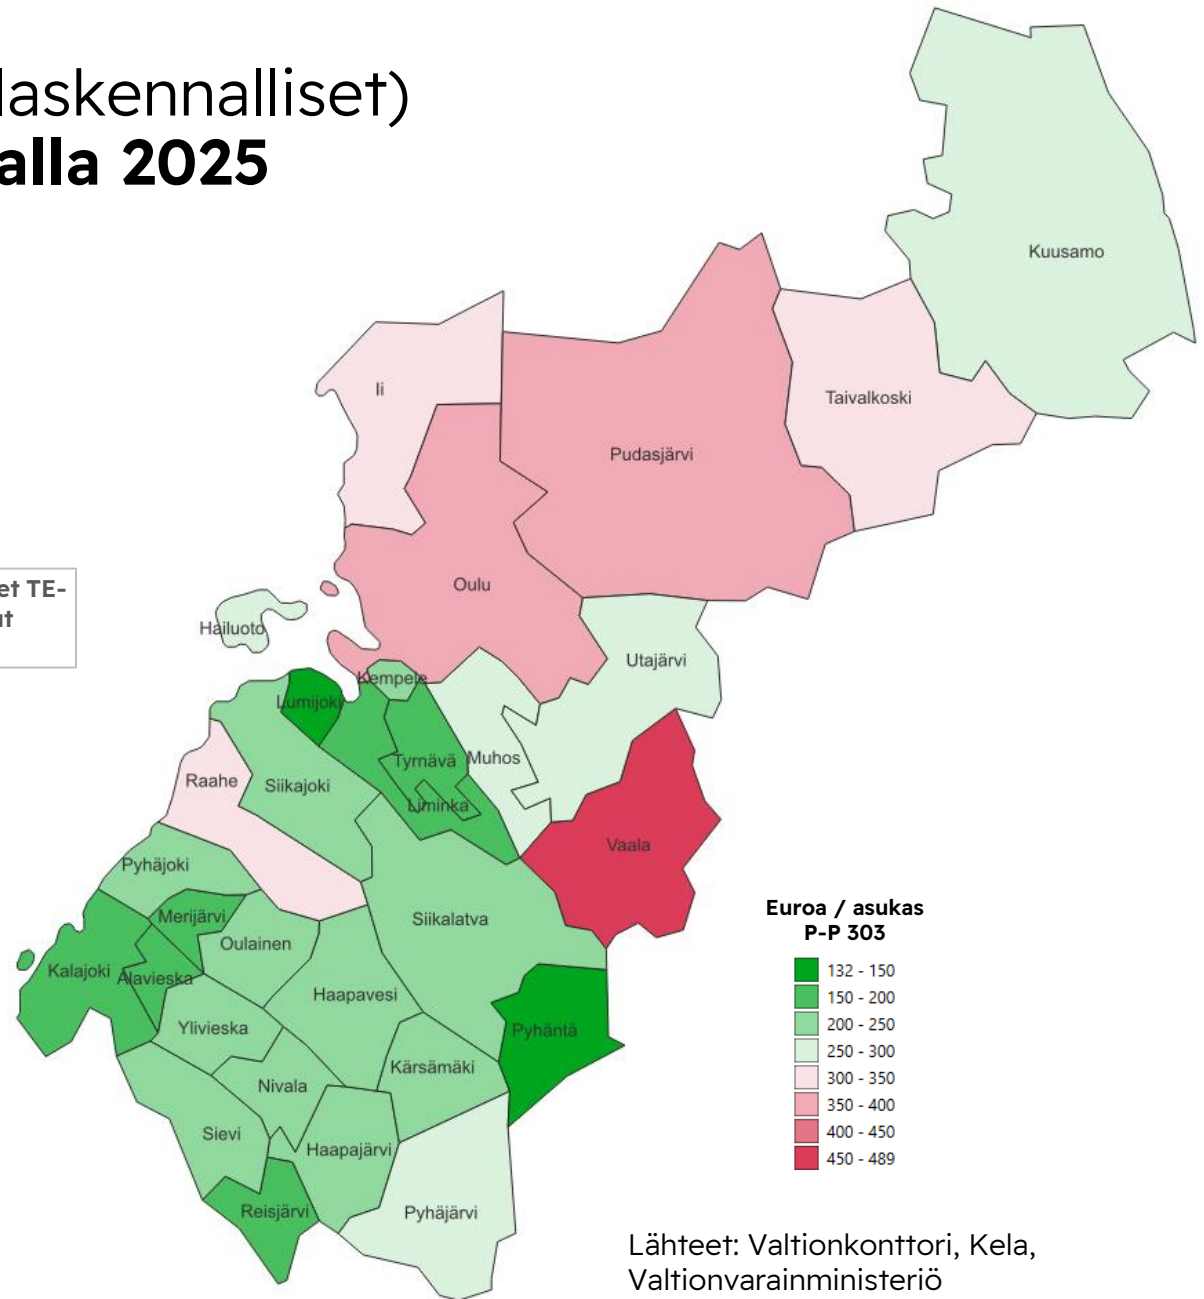 laskennalliset)
alla 2025
Kuusamo
Ii
Taivalkoski
Pudasjärvi
et TE-
ut
Oulu
Hailuoto
Utajärvi
Kempele
Lumijoki
Tyrnävä
Muhos
Raahe
Siikajoki
Liminka
Vaala
Pyhäjoki
Merijärvi
Siikalatva
Oulainen
Kalajoki
Alavieska
Haapavesi
Ylivieska
Pyhäntä
Kärsämäki
Nivala
Sievi
Haapajärvi
Reisjärvi
Pyhäjärvi
Euroa / asukas
P-P 303
132 - 150
150 - 200
200 - 250
250 - 300
300 - 350
350 - 400
400 - 450
450 - 489
Lähteet: Valtionkonttori, Kela,
Valtionvarainministeriö